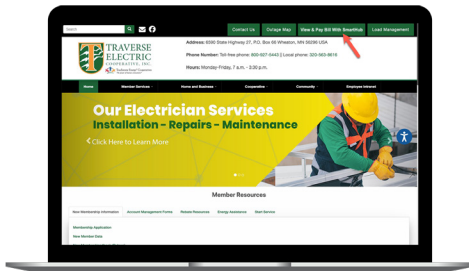 Search
Contact Us
Outage Map
View & Pay Bill With SmartHub
Load Management
TRAVERSE
ELECTRIC
COOPERATIVE, INC.
Address: 6590 State Highway 27, P.O. Box 66 Wheaton, MN 56296 USA
Phone Number: Toll-free phone: 800-927-5443 || Local phone: 320-563-8616
Hours: Monday-Friday, 7 a.m. - 3:30 p.m.
Home
Member Services
Home and Business
Cooperative
Community
Employee Intranet
Our Electrician Services
Installation - Repairs - Maintenance
Click Here to Learn More
Member Resources
New Membership Information
Account Management Forms
Rebate Resources
Energy Assistance
Start Service
Membership Application
New Member Data